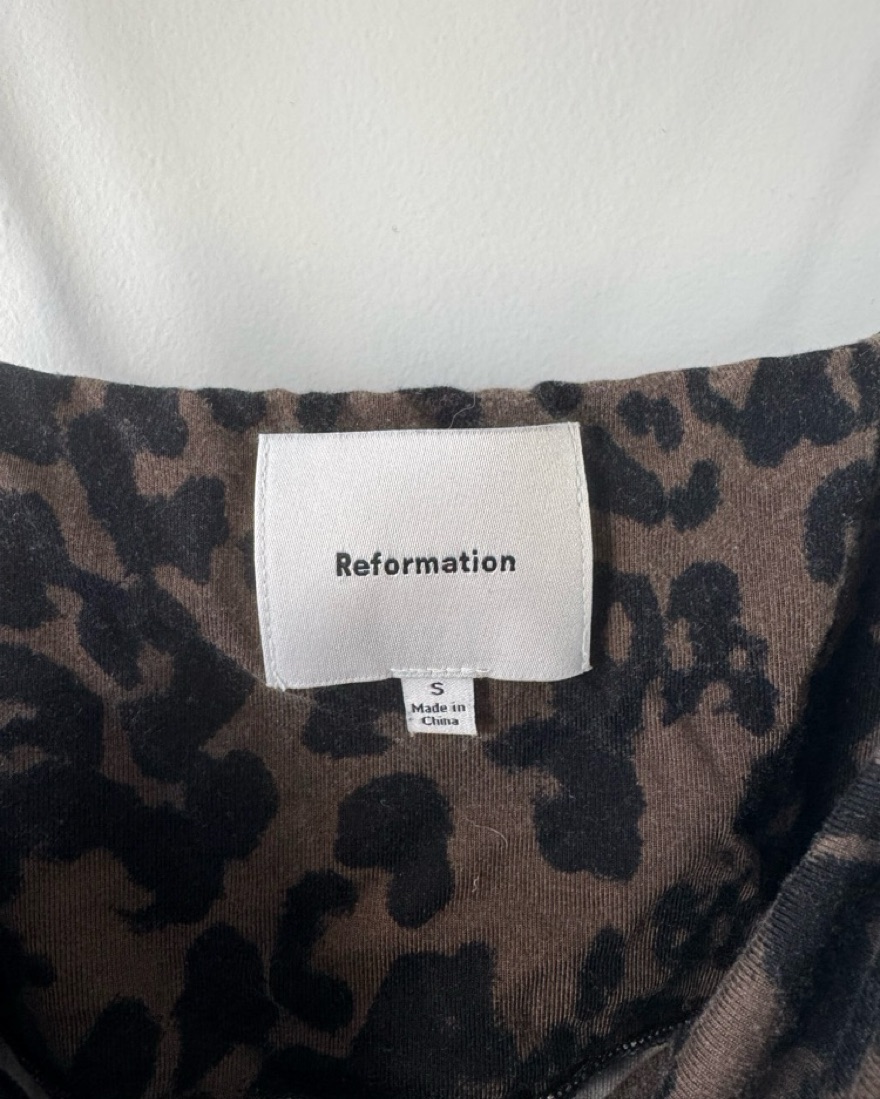 Reformation
S
Made in
China